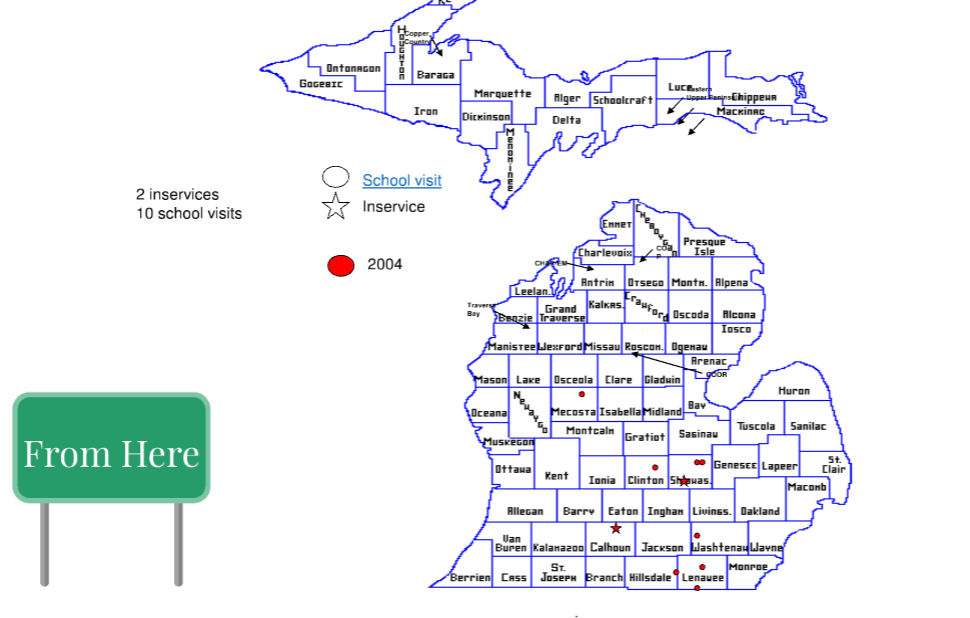 Houghton
Copper
Country
Ontonagon
Baraga
Gogebic
Iron
Marquette
Dickinson
Menominee
Alger
Delta
Schoolcraft
Luce
Eastern
Upper Peninsula
Chippewa
Mackinac
2 inservices
10 school visits
School visit
Inservice
2004
Emmet
Cheboygan
Presque
Isle
Charlevoix
COP
Antrim
Otsego
Montm.
Alpena
Leelan.
Traverse
Bay
Benzie
Grand
Traverse
Kalkas.
Crawford
Oscoda
Alcona
Iosco
Manistee
Wexford
Missau
Roscom.
Ogemaw
Arenac
COOR
Mason
Lake
Osceola
Clare
Gladwin
Huron
Oceana
Newaygo
Mecosta
Isabella
Midland
Bay
Tuscola
Sanilac
Muskegon
Montcalm
Gratiot
Saginaw
Ottawa
Kent
Ionia
Clinton
Shiawas.
Genesee
Lapeer
St.
Clair
Macomb
Allegan
Barry
Eaton
Ingham
Livings.
Oakland
Van
Buren
Kalamazoo
Calhoun
Jackson
Washtenaw
Wayne
Berrien
Cass
St.
Joseph
Branch
Hillsdale
Lenawee
Monroe
From Here